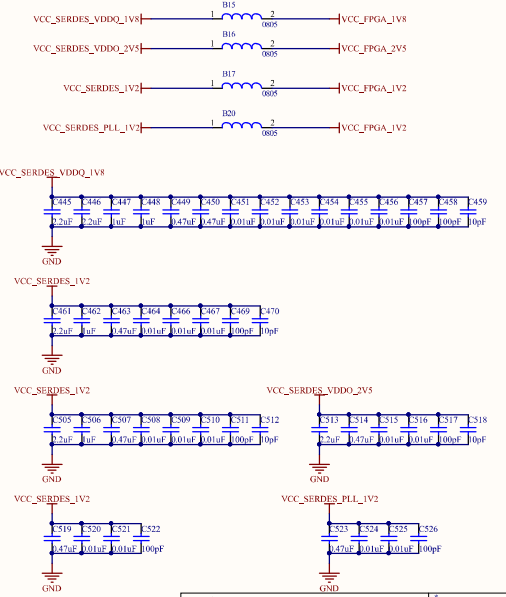 B15
VCC_SERDES_VDDQ_1V8 1 2 VCC_FPGA_1V8
0805
B16
VCC_SERDES_VDDO_2V5 1 2 VCC_FPGA_2V5
0805
B17
VCC_SERDES_1V2 1 2 VCC_FPGA_1V2
0805
B20
VCC_SERDES_PLL_1V2 1 2 VCC_FPGA_1V2
0805
VCC_SERDES_VDDQ_1V8
C445 C446 C447 C448 C449 C450 C451 C452 C453 C454 C455 C456 C457 C458 C459
2.2uF 2.2uF 1uF 1uF 0.47uF 0.47uF 0.01uF 0.01uF 0.01uF 0.01uF 0.01uF 0.01uF 100pF 100pF 10pF
GND
VCC_SERDES_1V2
C461 C462 C463 C464 C466 C467 C469 C470
2.2uF 1uF 0.47uF 0.01uF 0.01uF 0.01uF 100pF 10pF
GND
VCC_SERDES_1V2 VCC_SERDES_VDDO_2V5
C505 C506 C507 C508 C509 C510 C511 C512 C513 C514 C515 C516 C517 C518
2.2uF 1uF 0.47uF 0.01uF 0.01uF 0.01uF 100pF 10pF 2.2uF 0.47uF 0.01uF 0.01uF 100pF 10pF
GND GND
VCC_SERDES_1V2 VCC_SERDES_PLL_1V2
C519 C520 C521 C522 C523 C524 C525 C526
0.47uF 0.01uF 0.01uF 100pF 0.47uF 0.01uF 0.01uF 100pF
GND GND